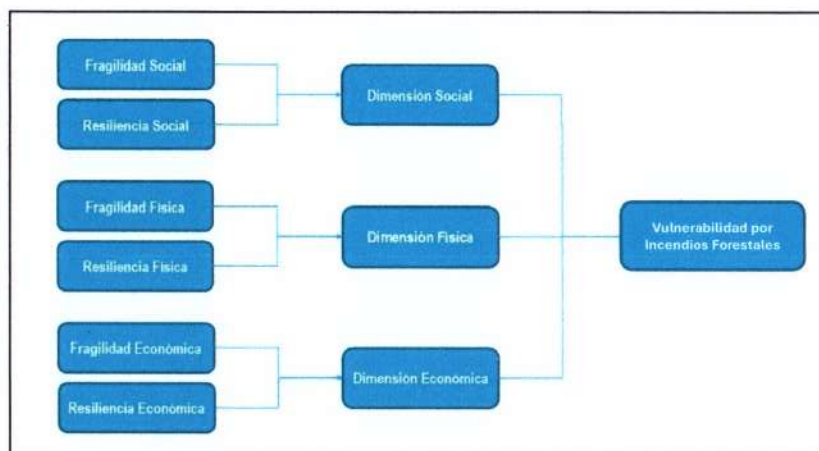 Fragilidad Social
Resiliencia Social
Dimensión Social
Fragilidad Física
Resiliencia Física
Dimensión Física
Vulnerabilidad por
Incendios Forestales
Fragilidad Económica
Resiliencia Económica
Dimensión Económica